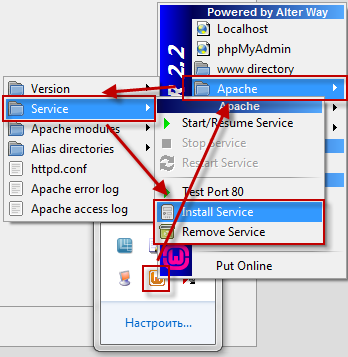 Powered by Alter Way
Localhost
phpMyAdmin
www directory
Apache
Version
Service
Apache modules
Alias directories
httpd.conf
Apache error log
Apache access log
Apache
Start/Resume Service
Stop Service
Restart Service
Test Port 80
Install Service
Remove Service
Put Online
R 2.2
Настроить...